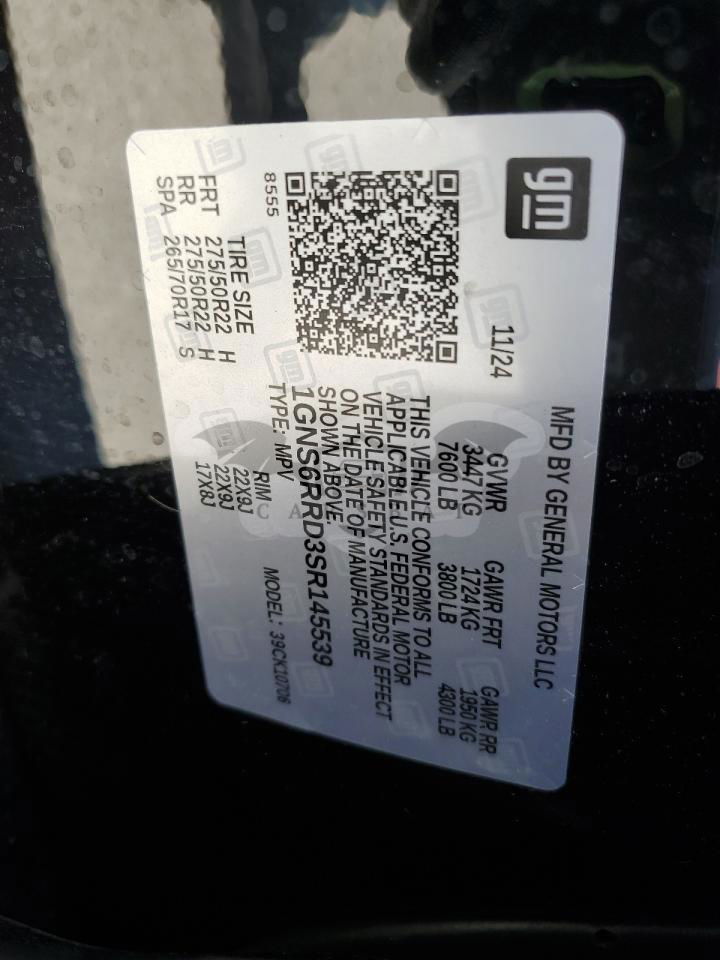 gm
MFD BY GENERAL MOTORS LLC
11/24
GVWR GAWR FRT GAWR RR
3447 KG 1724 KG 1950 KG
7600 LB 3800 LB 4300 LB
THIS VEHICLE CONFORMS TO ALL
APPLICABLE U.S. FEDERAL MOTOR
VEHICLE SAFETY STANDARDS IN EFFECT
ON THE DATE OF MANUFACTURE
SHOWN ABOVE.
1GNS6RRD3SR145539
TYPE: MPV MODEL: 39CK10706
8555
TIRE SIZE RIM
FRT 275/50R22 H 22X9J
RR 275/50R22 H 22X9J
SPA 265/70R17 S 17X8J